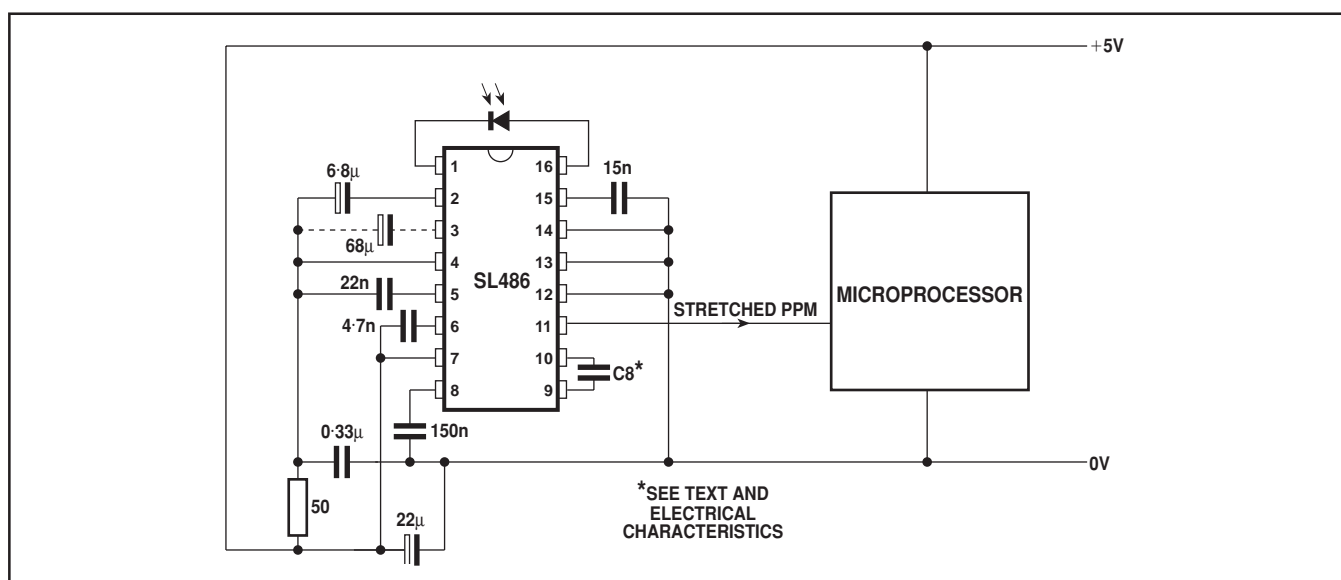 +5V
6·8µ
68µ
22n
4·7n
1
2
3
4
5
6
7
8
SL486
16
15
14
13
12
11
10
9
15n
STRETCHED PPM
C8*
MICROPROCESSOR
150n
0·33µ
0V
50
22µ
*SEE TEXT AND
ELECTRICAL
CHARACTERISTICS